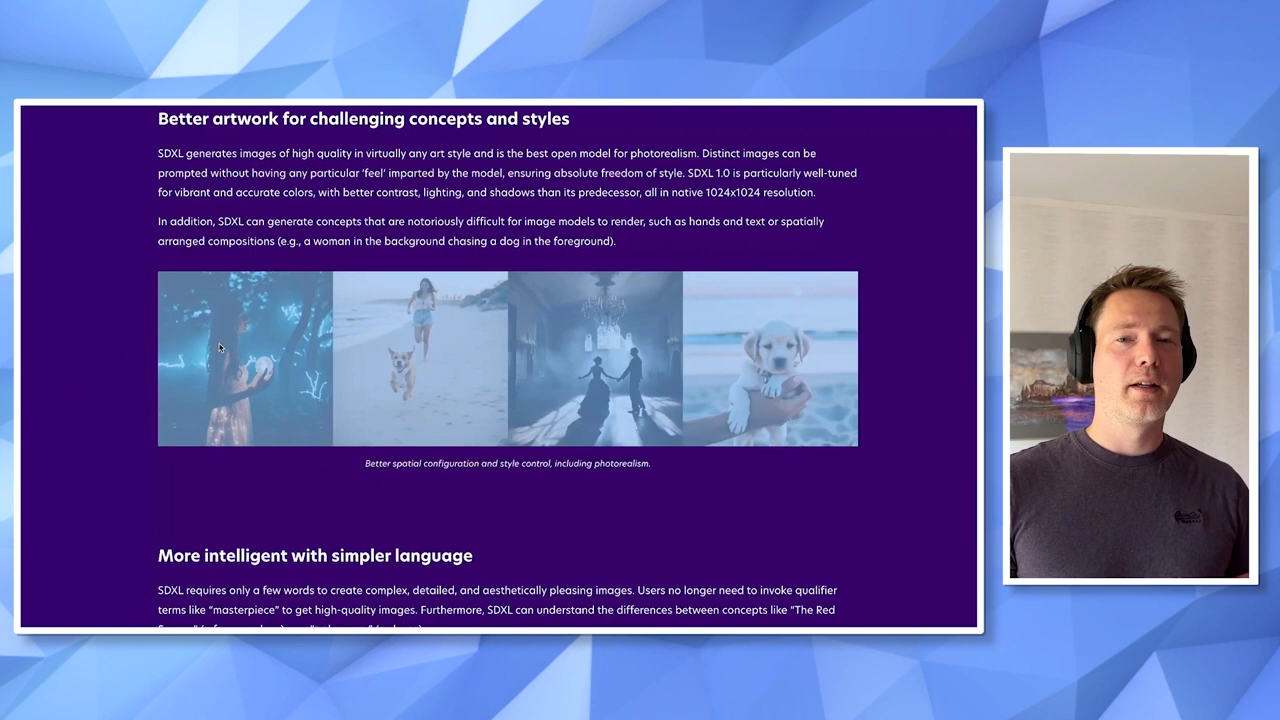 Better artwork for challenging concepts and styles
SDXL generates images of high quality in virtually any art style and is the best open model for photorealism. Distinct images can be
prompted without having any particular ‘feel’ imparted by the model, ensuring absolute freedom of style. SDXL 1.0 is particularly well-tuned
for vibrant and accurate colors, with better contrast, lighting, and shadows than its predecessor, all in native 1024x1024 resolution.
In addition, SDXL can generate concepts that are notoriously difficult for image models to render, such as hands and text or spatially
arranged compositions (e.g., a woman in the background chasing a dog in the foreground).
Better spatial configuration and style control, including photorealism.
More intelligent with simpler language
SDXL requires only a few words to create complex, detailed, and aesthetically pleasing images. Users no longer need to invoke qualifier
terms like “masterpiece” to get high-quality images. Furthermore, SDXL can understand the differences between concepts like “The Red